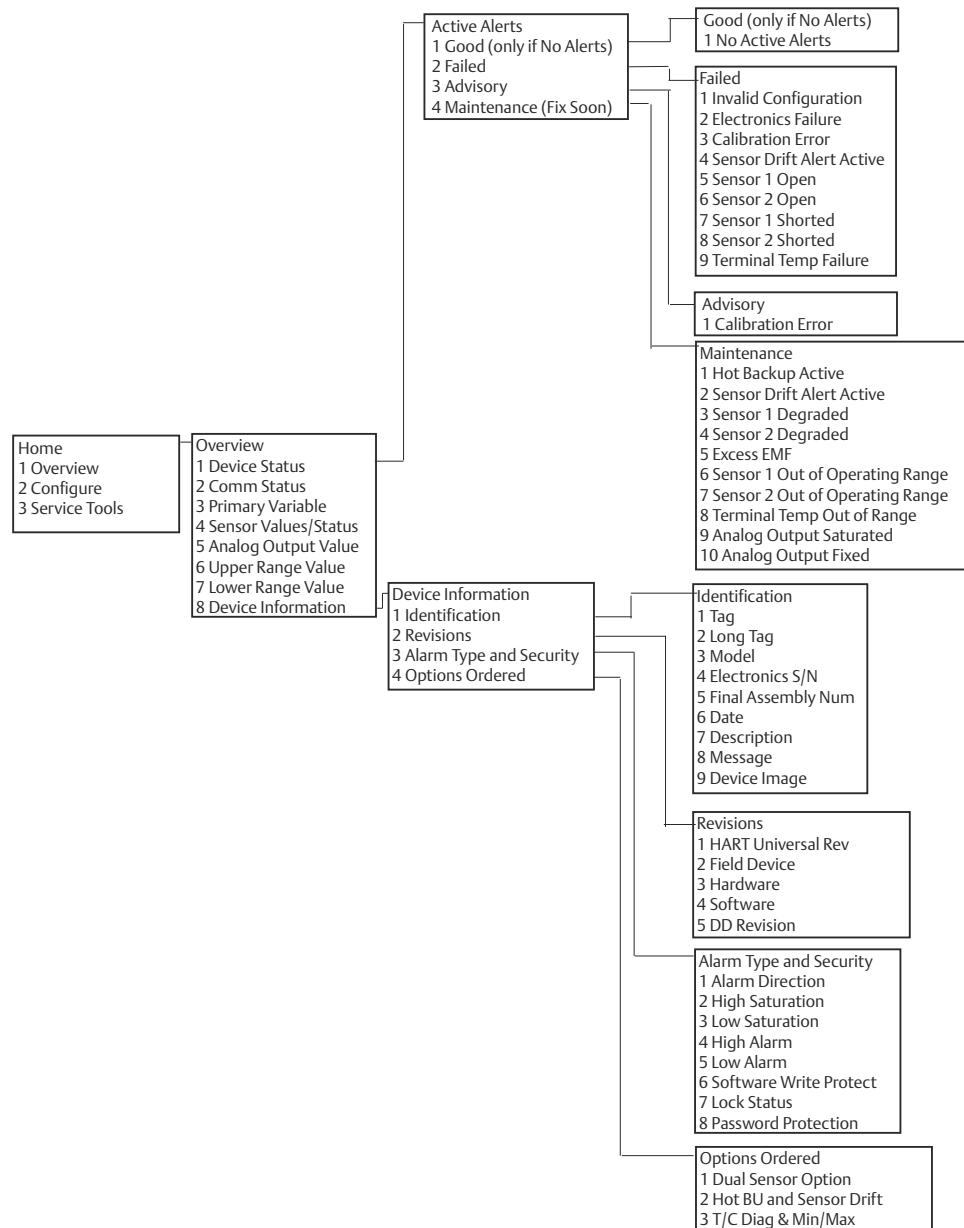 Active Alerts
1 Good (only if No Alerts)
2 Failed
3 Advisory
4 Maintenance (Fix Soon)
Good (only if No Alerts)
1 No Active Alerts
Failed
1 Invalid Configuration
2 Electronics Failure
3 Calibration Error
4 Sensor Drift Alert Active
5 Sensor 1 Open
6 Sensor 2 Open
7 Sensor 1 Shorted
8 Sensor 2 Shorted
9 Terminal Temp Failure
Advisory
1 Calibration Error
Maintenance
1 Hot Backup Active
2 Sensor Drift Alert Active
3 Sensor 1 Degraded
4 Sensor 2 Degraded
5 Excess EMF
6 Sensor 1 Out of Operating Range
7 Sensor 2 Out of Operating Range
8 Terminal Temp Out of Range
9 Analog Output Saturated
10 Analog Output Fixed
Home
1 Overview
2 Configure
3 Service Tools
Overview
1 Device Status
2 Comm Status
3 Primary Variable
4 Sensor Values/Status
5 Analog Output Value
6 Upper Range Value
7 Lower Range Value
8 Device Information
Device Information
1 Identification
2 Revisions
3 Alarm Type and Security
4 Options Ordered
Identification
1 Tag
2 Long Tag
3 Model
4 Electronics S/N
5 Final Assembly Num
6 Date
7 Description
8 Message
9 Device Image
Revisions
1 HART Universal Rev
2 Field Device
3 Hardware
4 Software
5 DD Revision
Alarm Type and Security
1 Alarm Direction
2 High Saturation
3 Low Saturation
4 High Alarm
5 Low Alarm
6 Software Write Protect
7 Lock Status
8 Password Protection
Options Ordered
1 Dual Sensor Option
2 Hot BU and Sensor Drift
3 T/C Diag & Min/Max